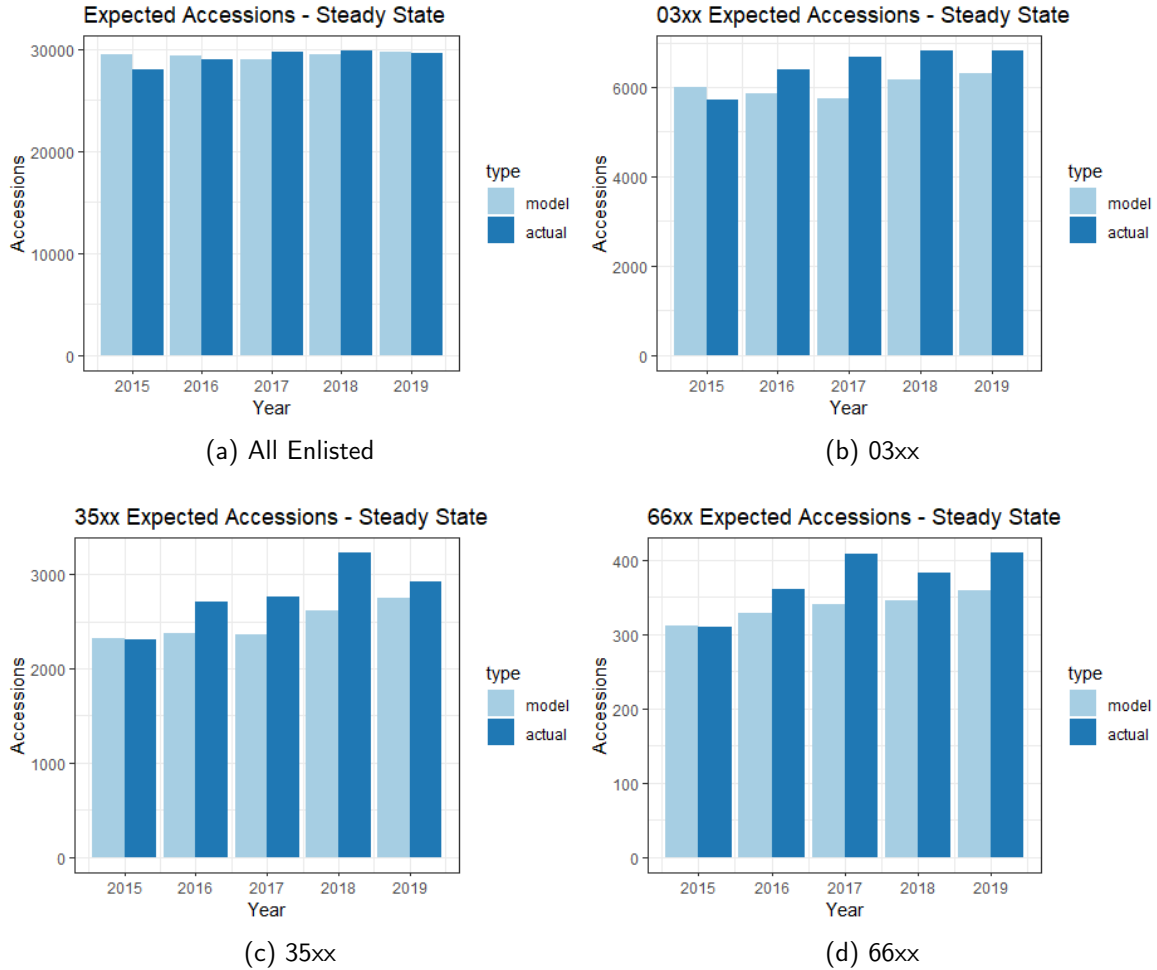 Expected Accessions - Steady State
30000
20000
10000
0
Accessions
2015 2016 2017 2018 2019
Year
type
model
actual
(a) All Enlisted
03xx Expected Accessions - Steady State
6000
4000
2000
0
Accessions
2015 2016 2017 2018 2019
Year
type
model
actual
(b) 03xx
35xx Expected Accessions - Steady State
3000
2000
1000
0
Accessions
2015 2016 2017 2018 2019
Year
type
model
actual
(c) 35xx
66xx Expected Accessions - Steady State
400
300
200
100
0
Accessions
2015 2016 2017 2018 2019
Year
type
model
actual
(d) 66xx